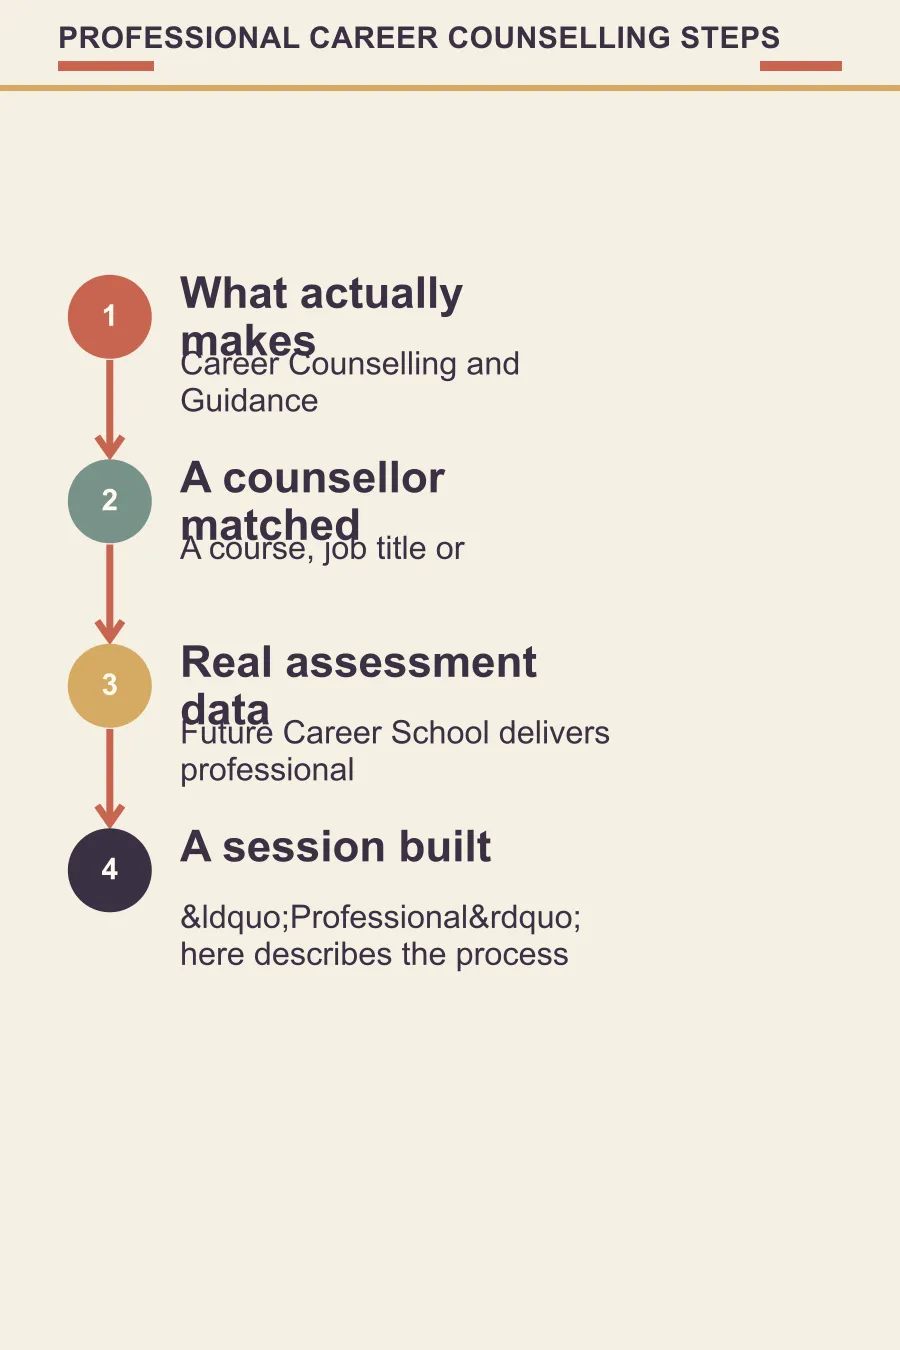 PROFESSIONAL CAREER COUNSELLING STEPS
1
What actually
makes
Career Counselling and
Guidance
2
A counsellor
matched
A course, job title or
3
Real assessment
data
Future Career School delivers
professional
4
A session built
&ldquo;Professional&rdquo;
here describes the process